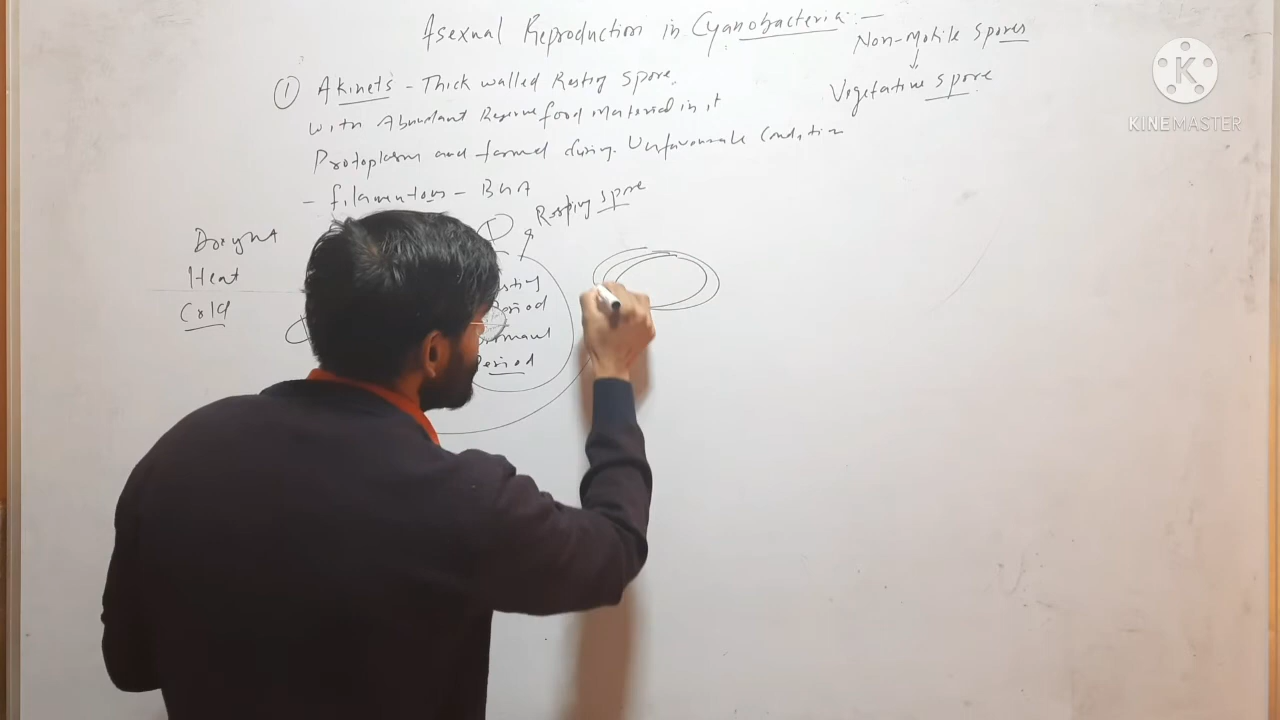 Asexual Reproduction in Cyanobacteria:-
Non-Motile Spores
↓
Vegetative spore
① Akinets - Thick walled Resting Spore.
with Abundant Reserve food Material in it
Protoplasm and formed during Unfavourable Condition
- filamentous - BGA
Resting spore
Heat
Cold
Period
Period
KINEMASTER